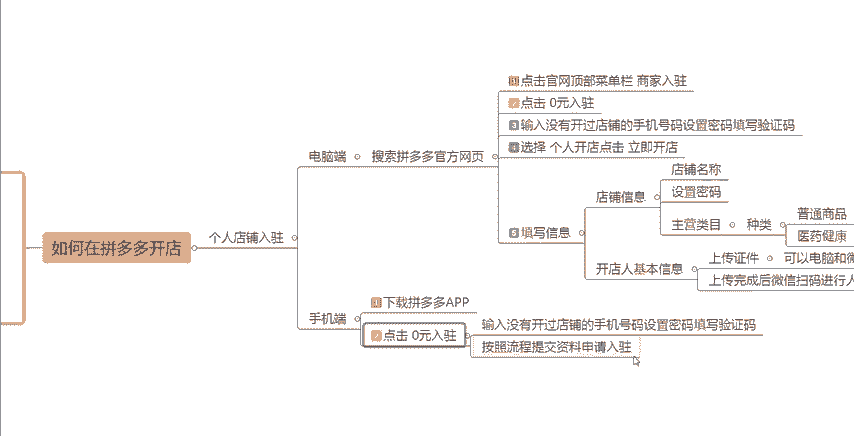 如何在拼多多开店
个人店铺入驻
电脑端
搜索拼多多官方网页
1 点击官网顶部菜单栏 商家入驻
2 点击 0元入驻
3 输入没有开过店铺的手机号码设置密码填写验证码
4 选择 个人开店点击 立即开店
5 填写信息
店铺信息
店铺名称
设置密码
主营类目
种类
普通商品
医药健康
开店人基本信息
上传证件
可以电脑和微
上传完成后微信扫码进行人
手机端
1 下载拼多多APP
2 点击 0元入驻
输入没有开过店铺的手机号码设置密码填写验证码
按照流程提交资料申请入驻